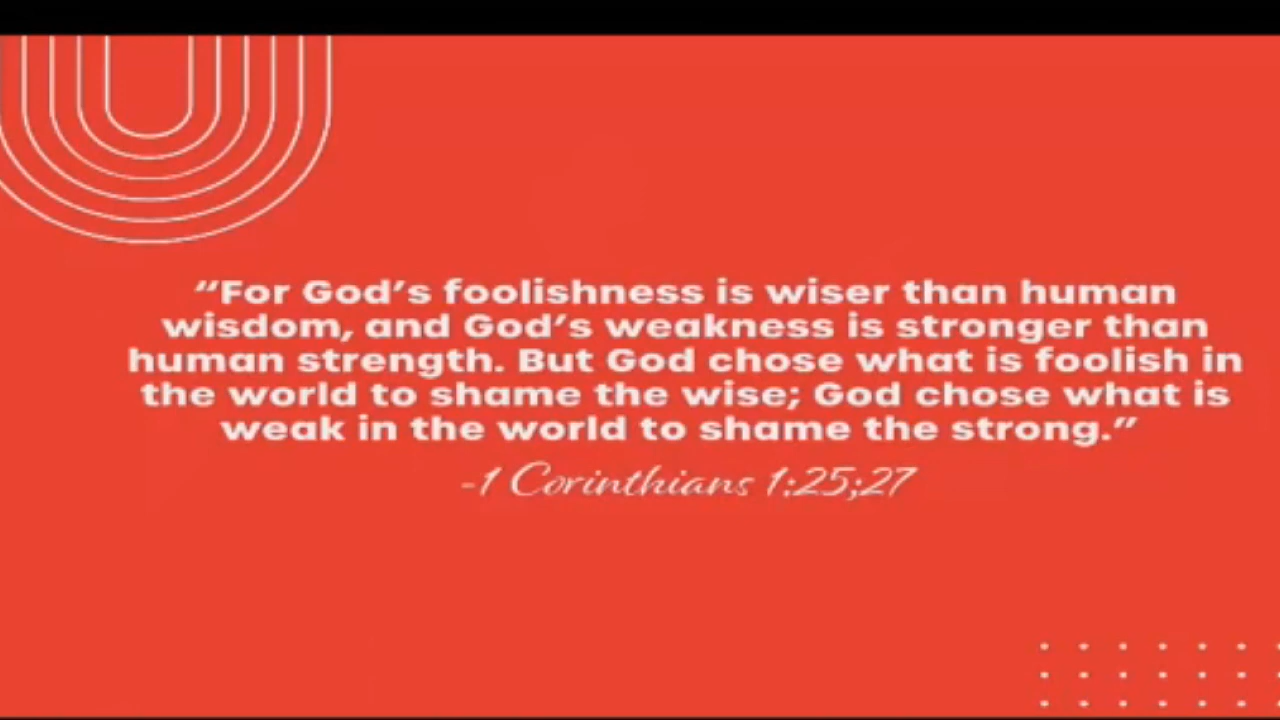 “For God’s foolishness is wiser than human
wisdom, and God’s weakness is stronger than
human strength. But God chose what is foolish in
the world to shame the wise; God chose what is
weak in the world to shame the strong.”
-1 Corinthians 1:25;27